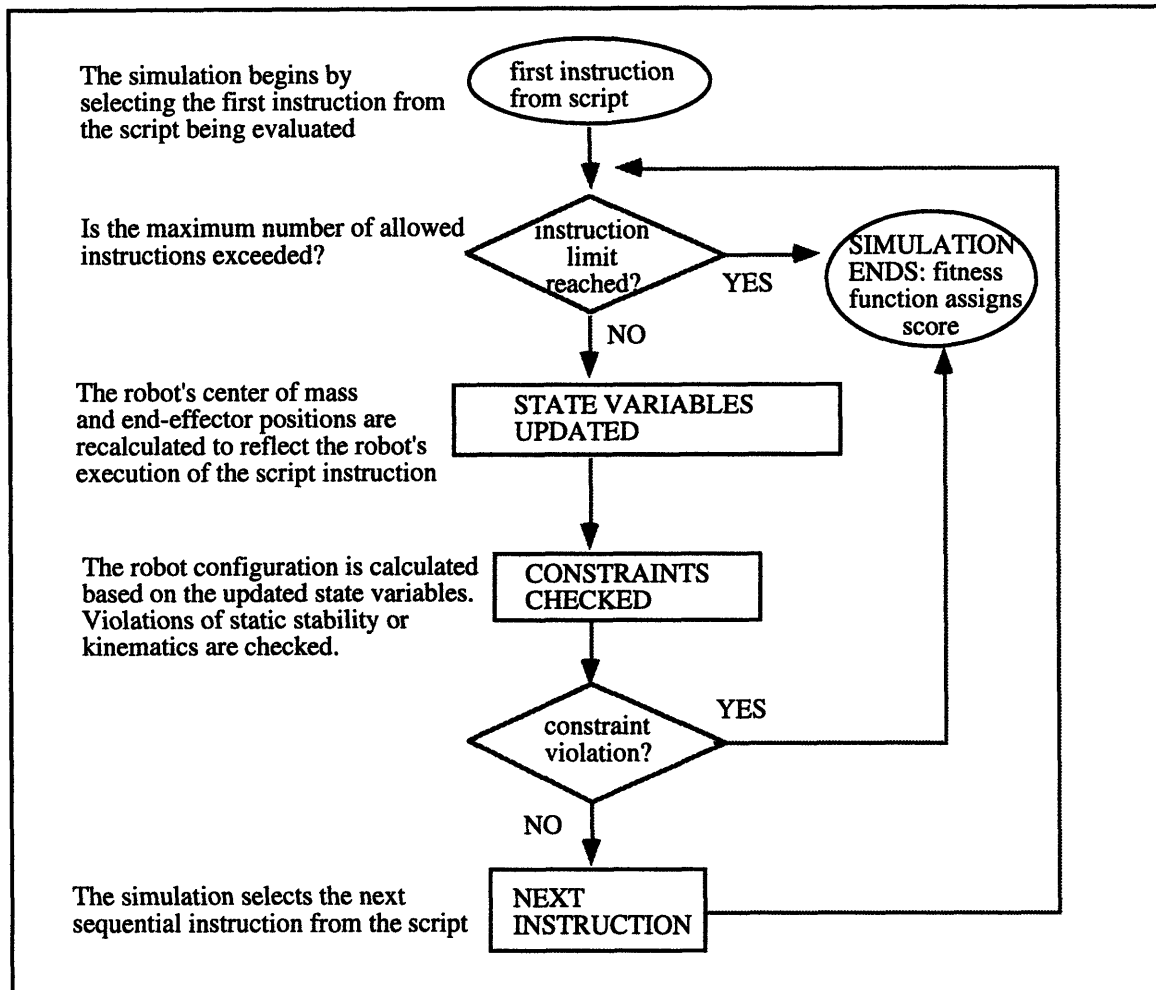 The simulation begins by
selecting the first instruction from
the script being evaluated
first instruction
from script
Is the maximum number of allowed
instructions exceeded?
instruction
limit
reached?
YES
SIMULATION
ENDS: fitness
function assigns
score
NO
The robot's center of mass
and end-effector positions are
recalculated to reflect the robot's
execution of the script instruction
STATE VARIABLES
UPDATED
The robot configuration is calculated
based on the updated state variables.
Violations of static stability or
kinematics are checked.
CONSTRAINTS
CHECKED
constraint
violation?
YES
NO
The simulation selects the next
sequential instruction from the script
NEXT
INSTRUCTION